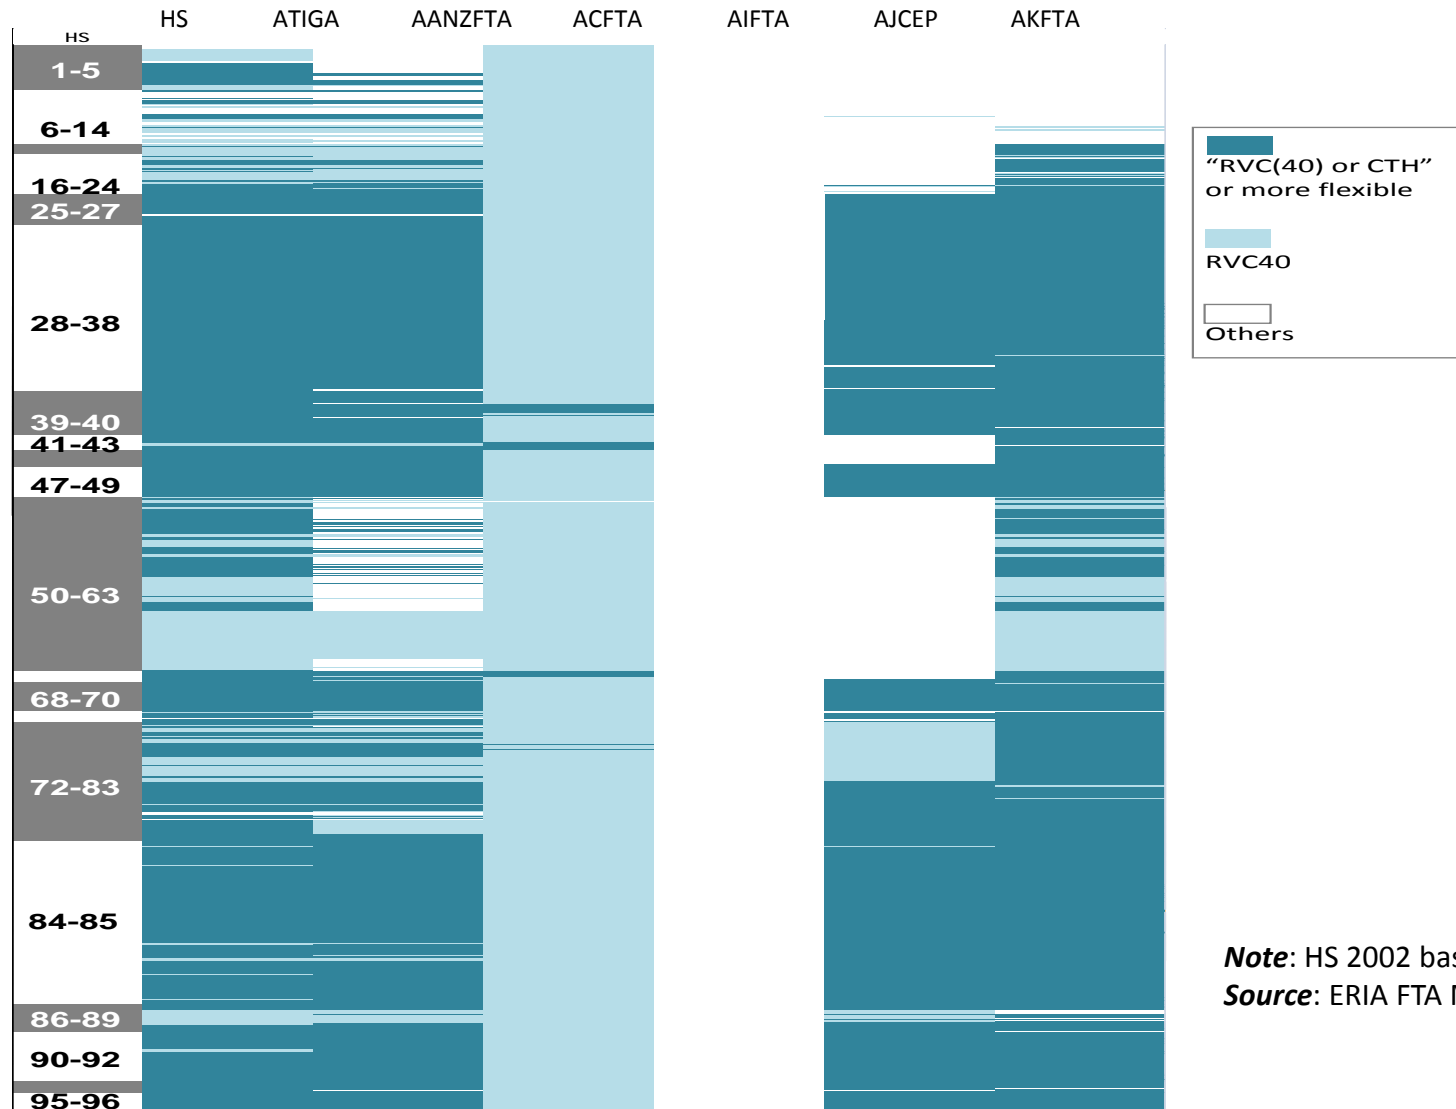 HS ATIGA AANZFTA ACFTA AIFTA AJCEP AKFTA
HS
1-5
6-14
16-24
25-27
28-38
39-40
41-43
47-49
50-63
68-70
72-83
84-85
86-89
90-92
95-96
“RVC(40) or CTH”
or more flexible
RVC40
Others
Note: HS 2002 bas
Source: ERIA FTA